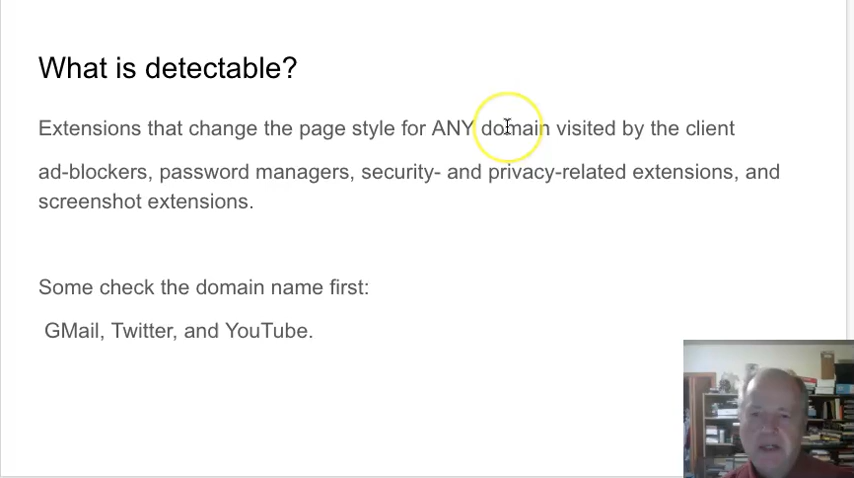 What is detectable?
Extensions that change the page style for ANY domain visited by the client
ad-blockers, password managers, security- and privacy-related extensions, and
screenshot extensions.
Some check the domain name first:
GMail, Twitter, and YouTube.